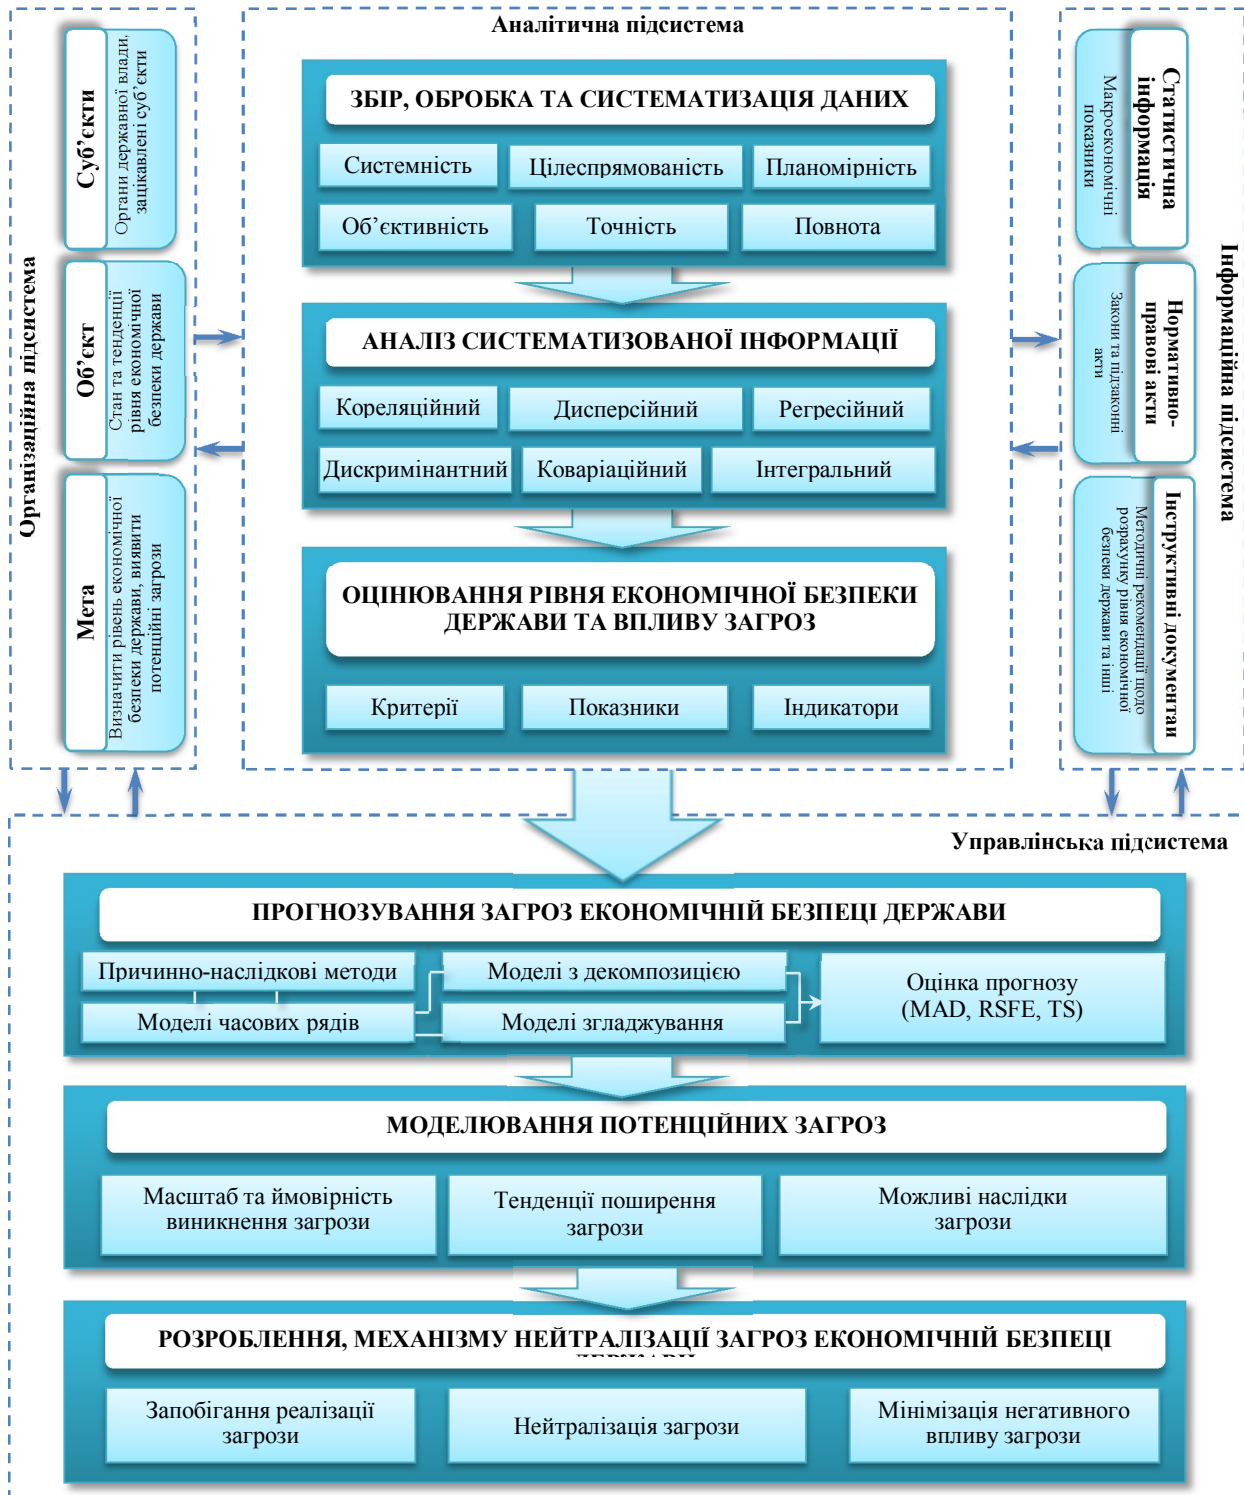 Аналітична підсистема
Організаційна підсистема
Суб’єкти
Органи державної влади,
зацікавлені суб’єкти
Об’єкт
Стан та тенденції
рівня економічної
безпеки держави
Мета
Визначити рівень економічної
безпеки держави, виявити
потенційні загрози
ЗБІР, ОБРОБКА ТА СИСТЕМАТИЗАЦІЯ ДАНИХ
Системність
Цілеспрямованість
Планомірність
Об’єктивність
Точність
Повнота
АНАЛІЗ СИСТЕМАТИЗОВАНОЇ ІНФОРМАЦІЇ
Кореляційний
Дисперсійний
Регресійний
Дискримінантний
Коваріаційний
Інтегральний
ОЦІНЮВАННЯ РІВНЯ ЕКОНОМІЧНОЇ БЕЗПЕКИ
ДЕРЖАВИ ТА ВПЛИВУ ЗАГРОЗ
Критерії
Показники
Індикатори
Інформаційна підсистема
Статистична
інформація
Макроекономічні
показники
Нормативно-
правові акти
Закони та підзаконні
акти
Інструктивні документаи
Методичні рекомендації щодо
розрахунку рівня економічної
безпеки держави та інші
Управлінська підсистема
ПРОГНОЗУВАННЯ ЗАГРОЗ ЕКОНОМІЧНІЙ БЕЗПЕЦІ ДЕРЖАВИ
Причинно-наслідкові методи
Моделі часових рядів
Моделі з декомпозицією
Моделі згладжування
Оцінка прогнозу
(MAD, RSFE, TS)
МОДЕЛЮВАННЯ ПОТЕНЦІЙНИХ ЗАГРОЗ
Масштаб та ймовірність
виникнення загрози
Тенденції поширення
загрози
Можливі наслідки
загрози
РОЗРОБЛЕННЯ, МЕХАНІЗМУ НЕЙТРАЛІЗАЦІЇ ЗАГРОЗ ЕКОНОМІЧНІЙ БЕЗПЕЦІ
Запобігання реалізації
загрози
Нейтралізація загрози
Мінімізація негативного
впливу загрози